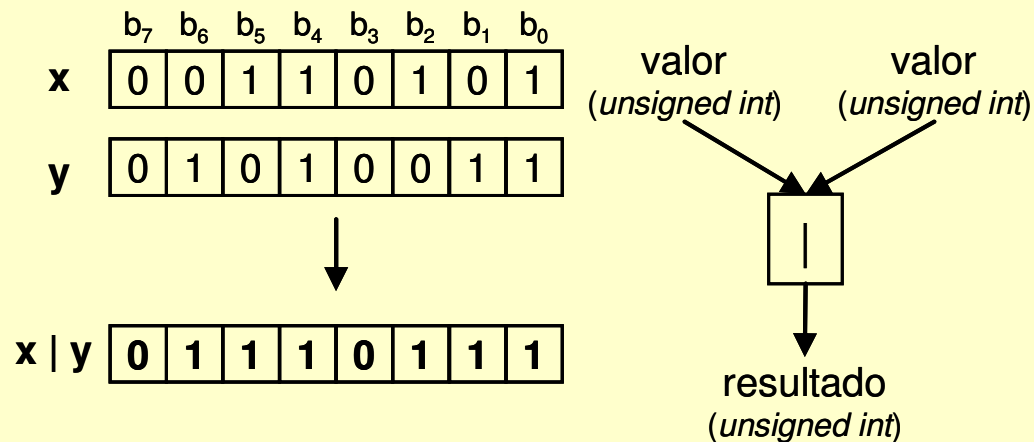 b₇ b₆ b₅ b₄ b₃ b₂ b₁ b₀
x 0 0 1 1 0 1 0 1
y 0 1 0 1 0 0 1 1
x | y 0 1 1 1 0 1 1 1
valor
(unsigned int)
valor
(unsigned int)
|
resultado
(unsigned int)